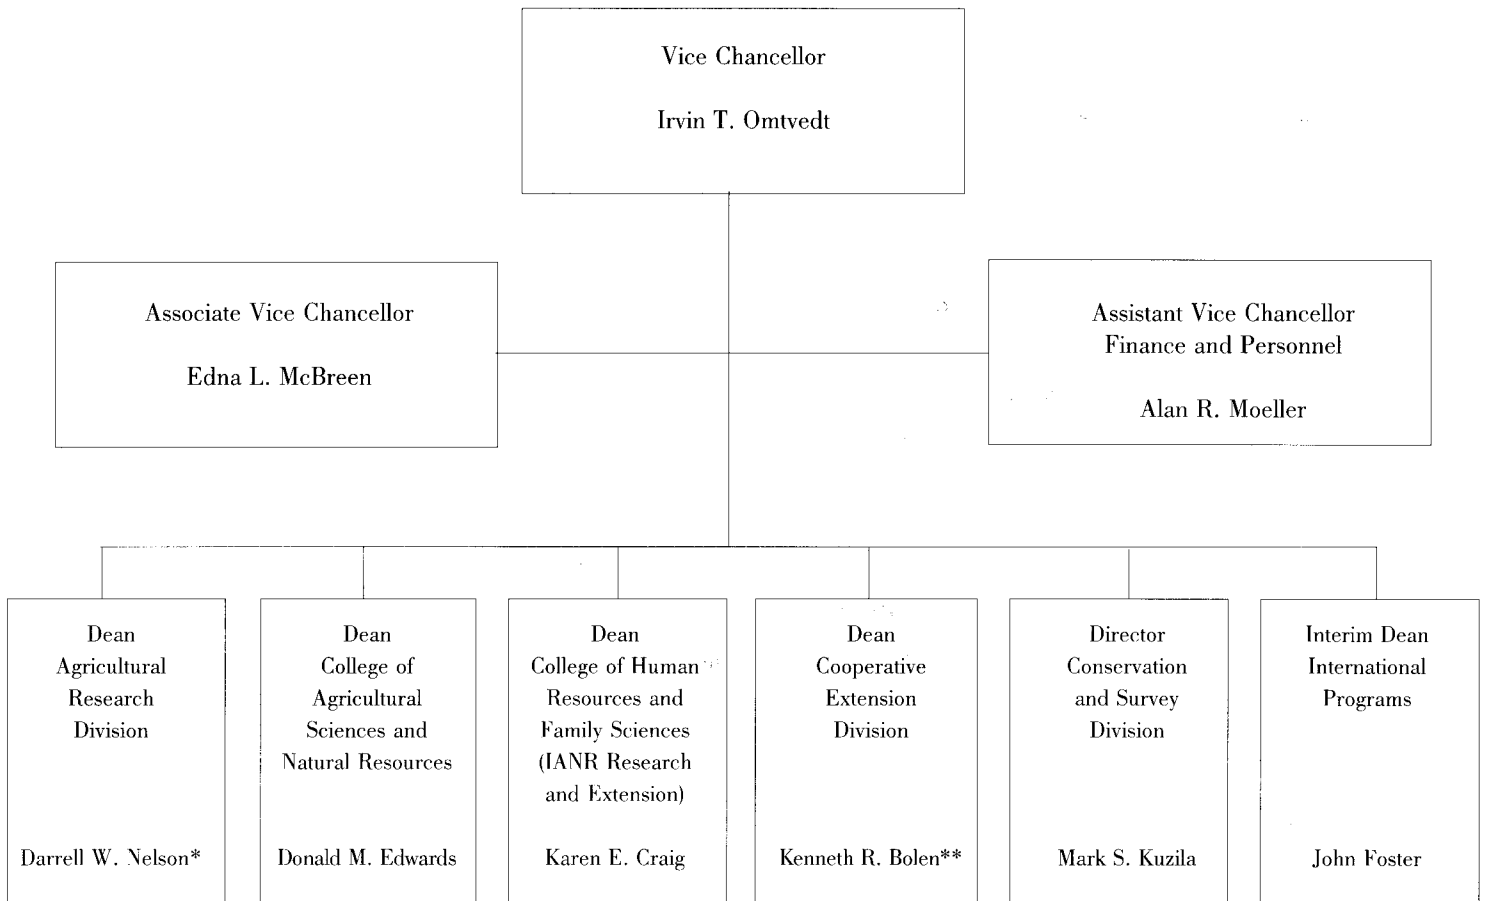 Vice Chancellor
Irvin T. Omtvedt
Associate Vice Chancellor
Edna L. McBreen
Assistant Vice Chancellor
Finance and Personnel
Alan R. Moeller
Dean
Agricultural
Research
Division
Darrell W. Nelson*
Dean
College of
Agricultural
Sciences and
Natural Resources
Donald M. Edwards
Dean
College of Human
Resources and
Family Sciences
(IANR Research
and Extension)
Karen E. Craig
Dean
Cooperative
Extension
Division
Kenneth R. Bolen**
Director
Conservation
and Survey
Division
Mark S. Kuzila
Interim Dean
International
Programs
John Foster